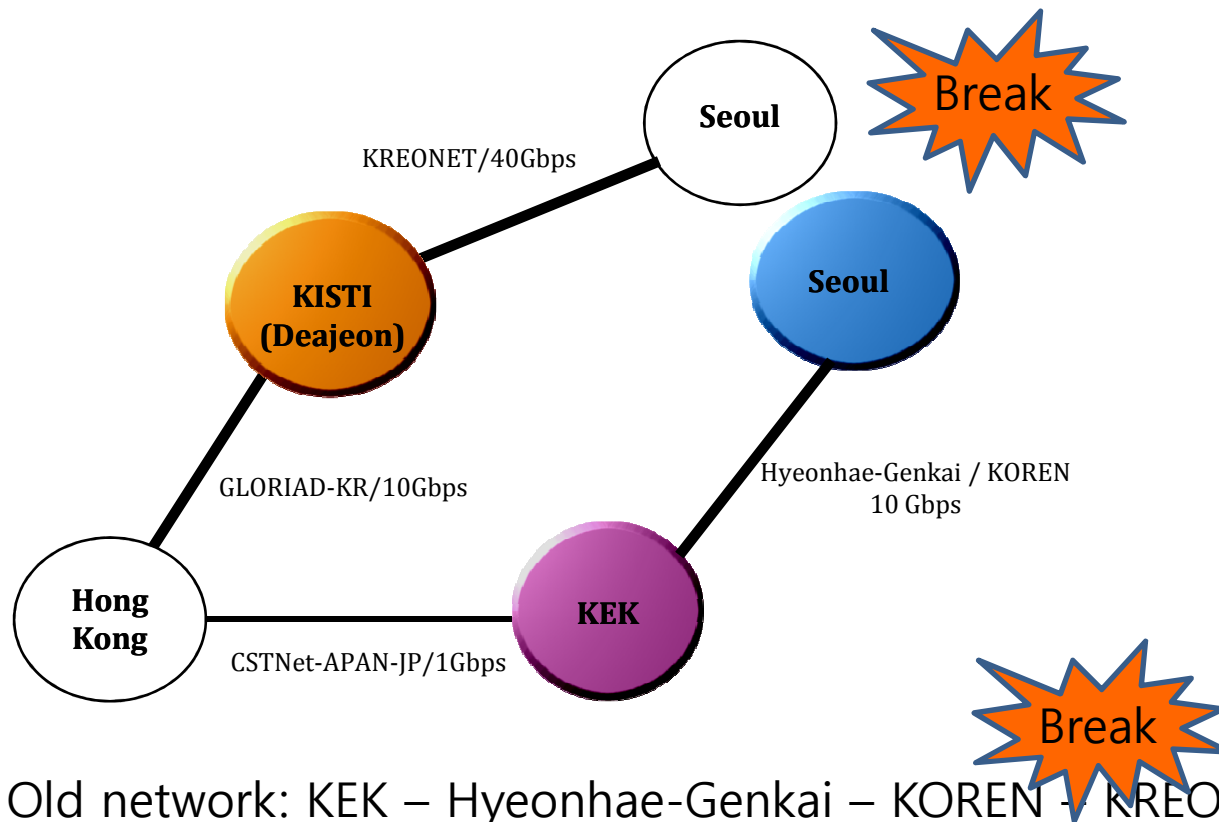 Break
Seoul
KREONET/40Gbps
Seoul
KISTI
(Deajeon)
Hyeonhae-Genkai / KOREN
10 Gbps
GLORIAD-KR/10Gbps
Hong
Kong
KEK
CSTNet-APAN-JP/1Gbps
Break
Old network: KEK – Hyeonhae-Genkai – KOREN – KREO